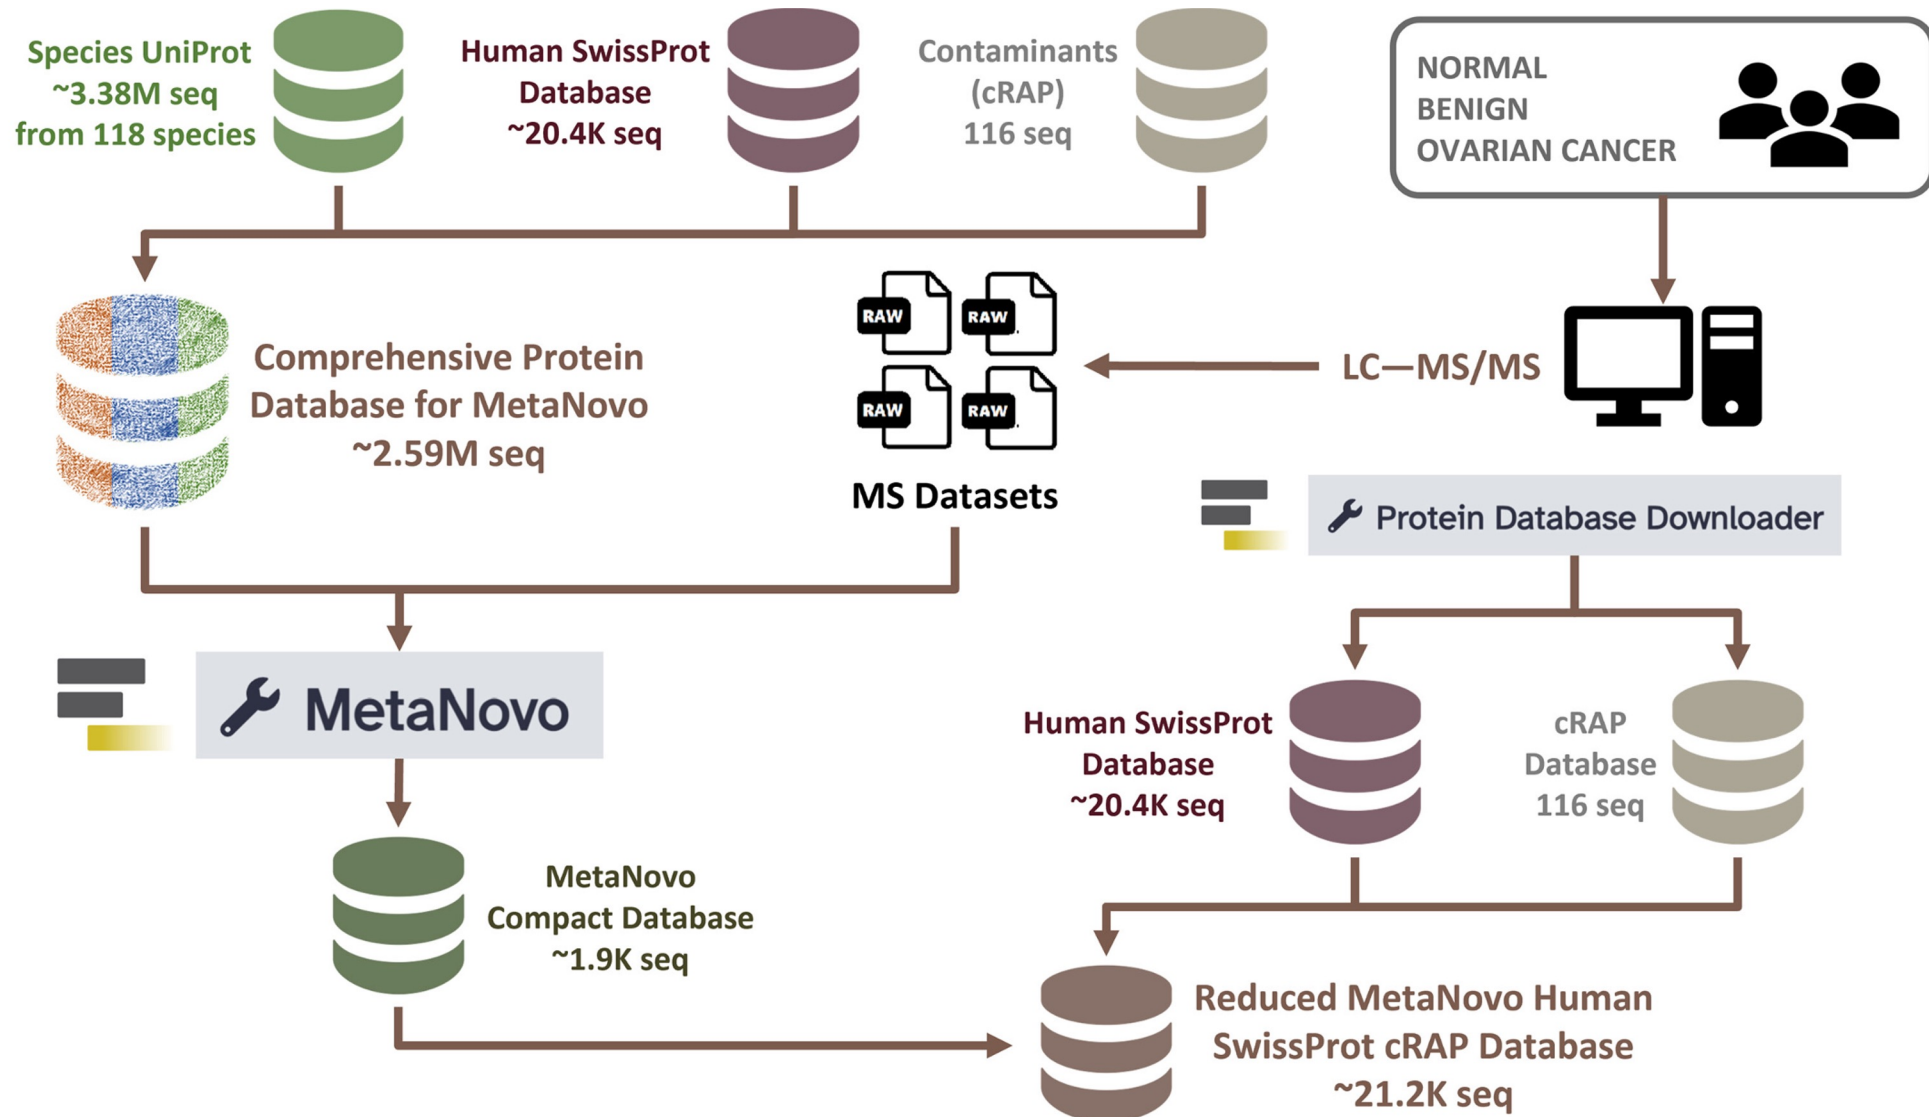 Species UniProt
~3.38M seq
from 118 species
Human SwissProt
Database
~20.4K seq
Contaminants
(cRAP)
116 seq
NORMAL
BENIGN
OVARIAN CANCER
Comprehensive Protein
Database for MetaNovo
~2.59M seq
RAW
RAW
RAW
RAW
MS Datasets
LC—MS/MS
Protein Database Downloader
MetaNovo
Human SwissProt
Database
~20.4K seq
cRAP
Database
116 seq
MetaNovo
Compact Database
~1.9K seq
Reduced MetaNovo Human
SwissProt cRAP Database
~21.2K seq